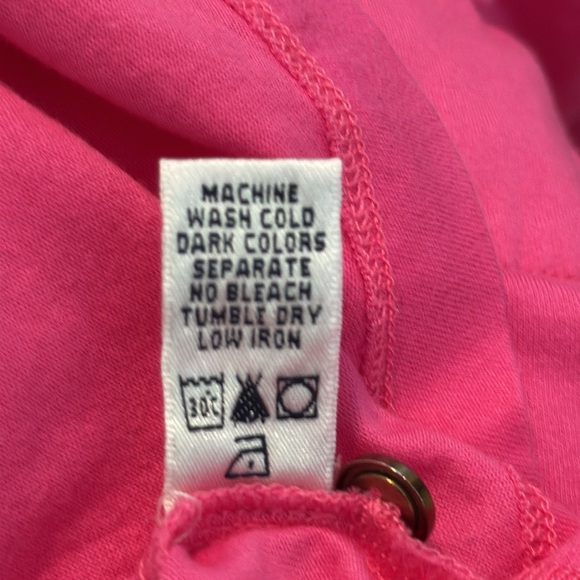 MACHINE
WASH COLD
DARK COLORS
SEPARATE
NO BLEACH
TUMBLE DRY
LOW IRON
30°C